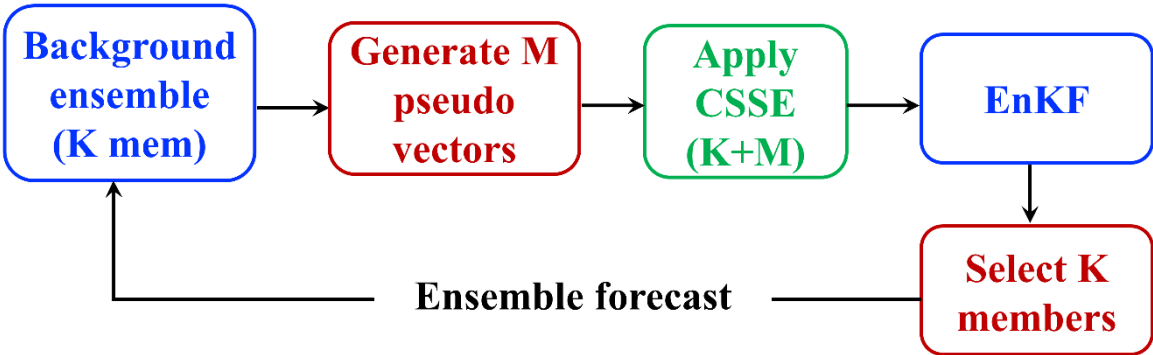 Background
ensemble
(K mem)
Generate M
pseudo
vectors
Apply
CSSE
(K+M)
EnKF
Select K
members
Ensemble forecast